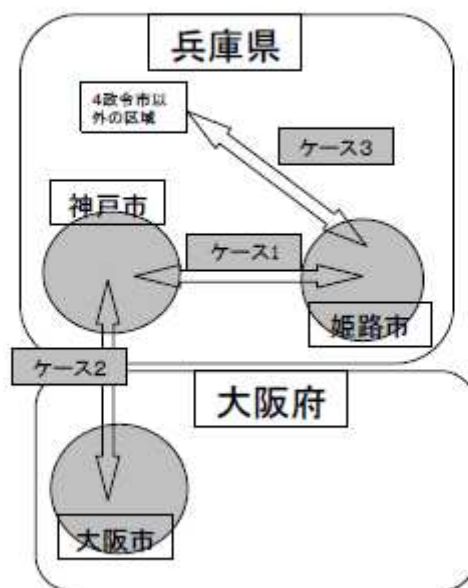 兵庫県
4政令市以
外の区域
ケース3
神戸市
ケース1
姫路市
ケース2
大阪府
大阪市